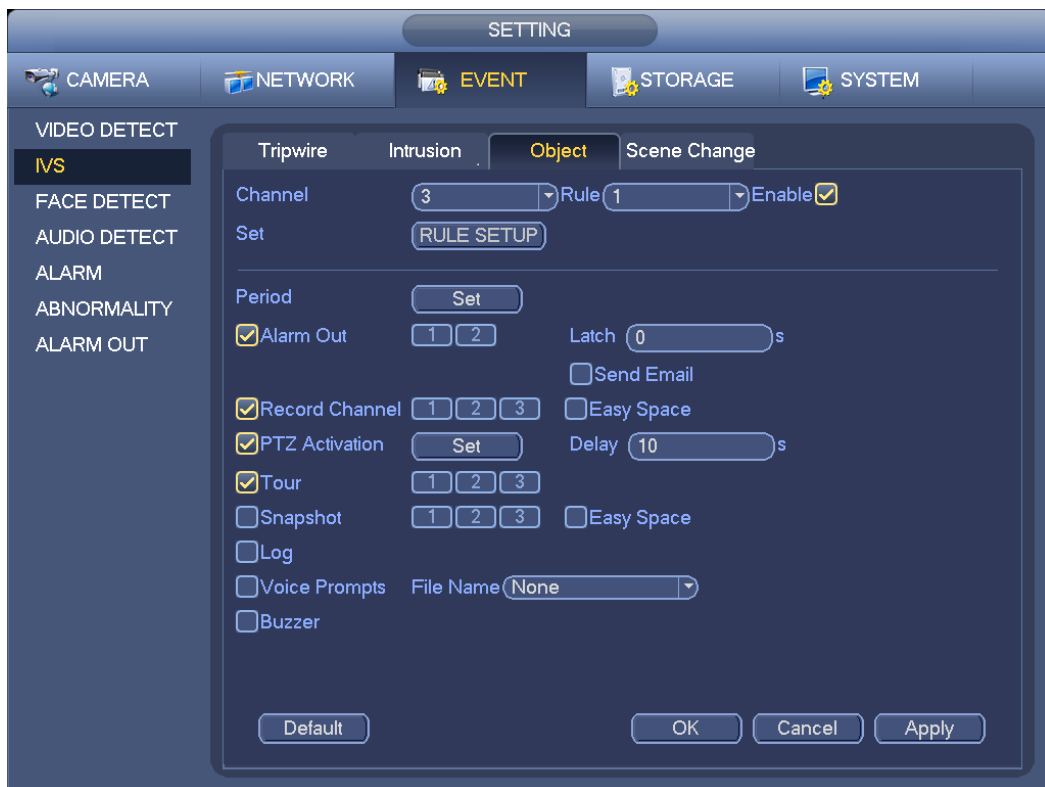 SETTING
CAMERA NETWORK EVENT STORAGE SYSTEM
VIDEO DETECT
IVS
FACE DETECT
AUDIO DETECT
ALARM
ABNORMALITY
ALARM OUT
Tripwire Intrusion Object Scene Change
Channel 3 Rule 1 Enable
Set RULE SETUP
Period Set
Alarm Out 1 2 Latch 0 s
Send Email
Record Channel 1 2 3 Easy Space
PTZ Activation Set Delay 10 s
Tour 1 2 3
Snapshot 1 2 3 Easy Space
Log
Voice Prompts File Name None
Buzzer
Default OK Cancel Apply